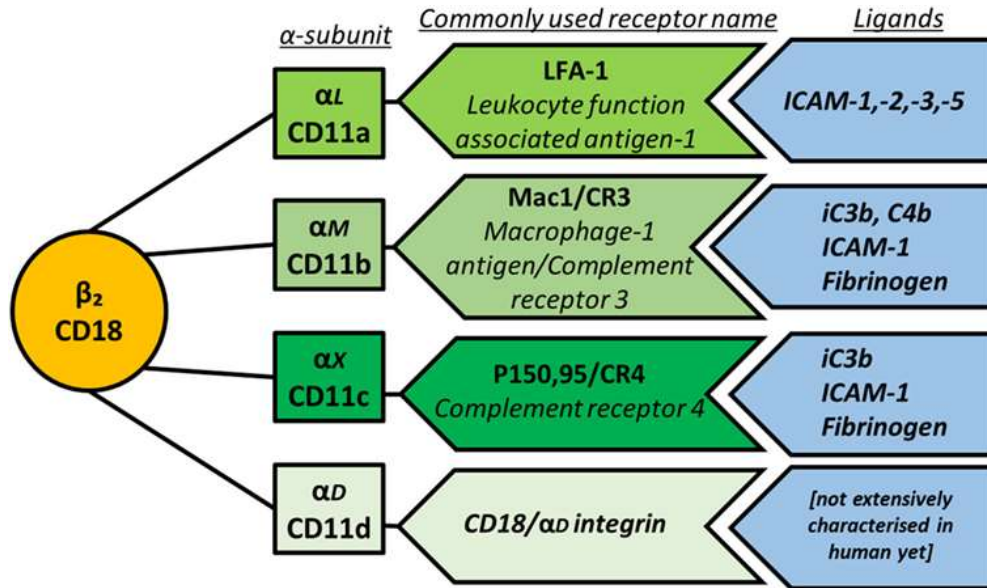 α-subunit
Commonly used receptor name
Ligands
β₂
CD18
αL
CD11a
LFA-1
Leukocyte function
associated antigen-1
ICAM-1,-2,-3,-5
αM
CD11b
Mac1/CR3
Macrophage-1
antigen/Complement
receptor 3
iC3b, C4b
ICAM-1
Fibrinogen
αX
CD11c
P150,95/CR4
Complement receptor 4
iC3b
ICAM-1
Fibrinogen
αD
CD11d
CD18/αD integrin
[not extensively
characterised in
human yet]